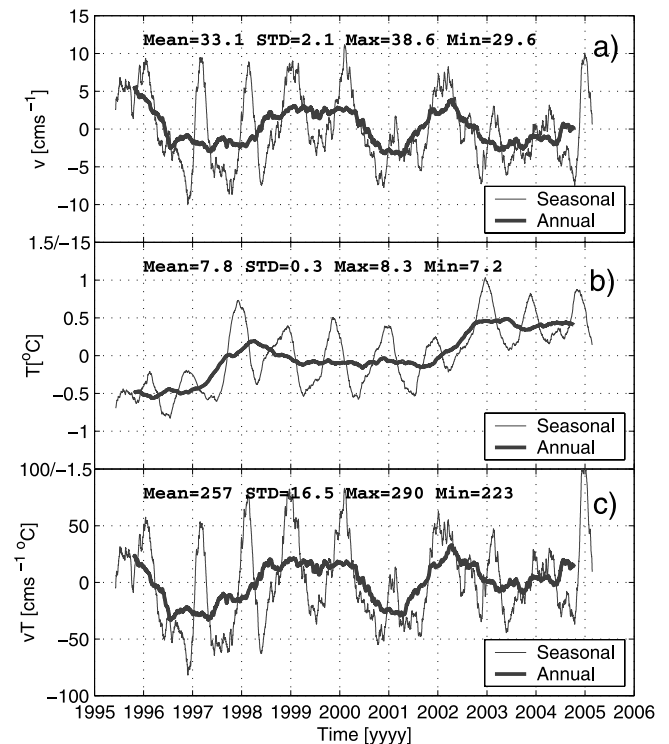 Mean=33.1 STD=2.1 Max=38.6 Min=29.6
a)
15
10
5
0
−5
−10
1.5/−15
v [cms⁻¹]
Seasonal
Annual
Mean=7.8 STD=0.3 Max=8.3 Min=7.2
b)
1
0.5
0
−0.5
−1
100/−1.5
T[°C]
Seasonal
Annual
Mean=257 STD=16.5 Max=290 Min=223
c)
50
0
−50
−100
vT [cms⁻¹ °C]
Seasonal
Annual
1995 1996 1997 1998 1999 2000 2001 2002 2003 2004 2005 2006
Time [yyyy]